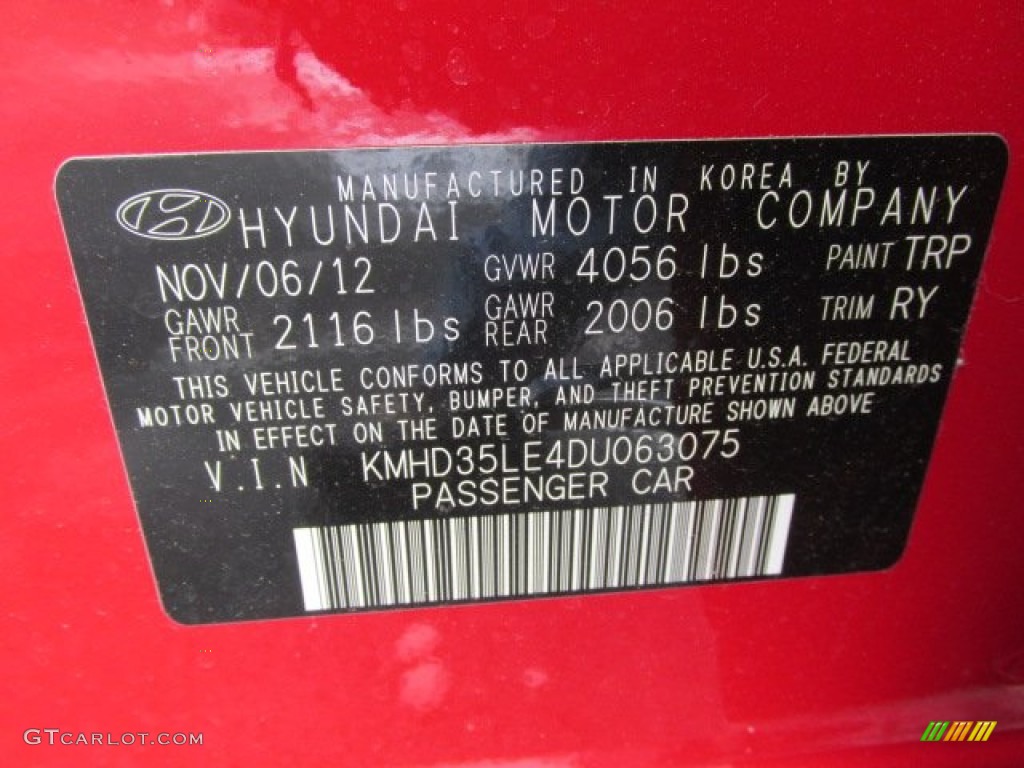 MANUFACTURED IN KOREA BY
HYUNDAI MOTOR COMPANY
NOV/06/12 GVWR 4056 lbs PAINT TRP
GAWR FRONT 2116 lbs GAWR REAR 2006 lbs TRIM RY
THIS VEHICLE CONFORMS TO ALL APPLICABLE U.S.A. FEDERAL
MOTOR VEHICLE SAFETY, BUMPER, AND THEFT PREVENTION STANDARDS
IN EFFECT ON THE DATE OF MANUFACTURE SHOWN ABOVE
V.I.N KMHD35LE4DU063075
PASSENGER CAR
GTCARLOT.COM